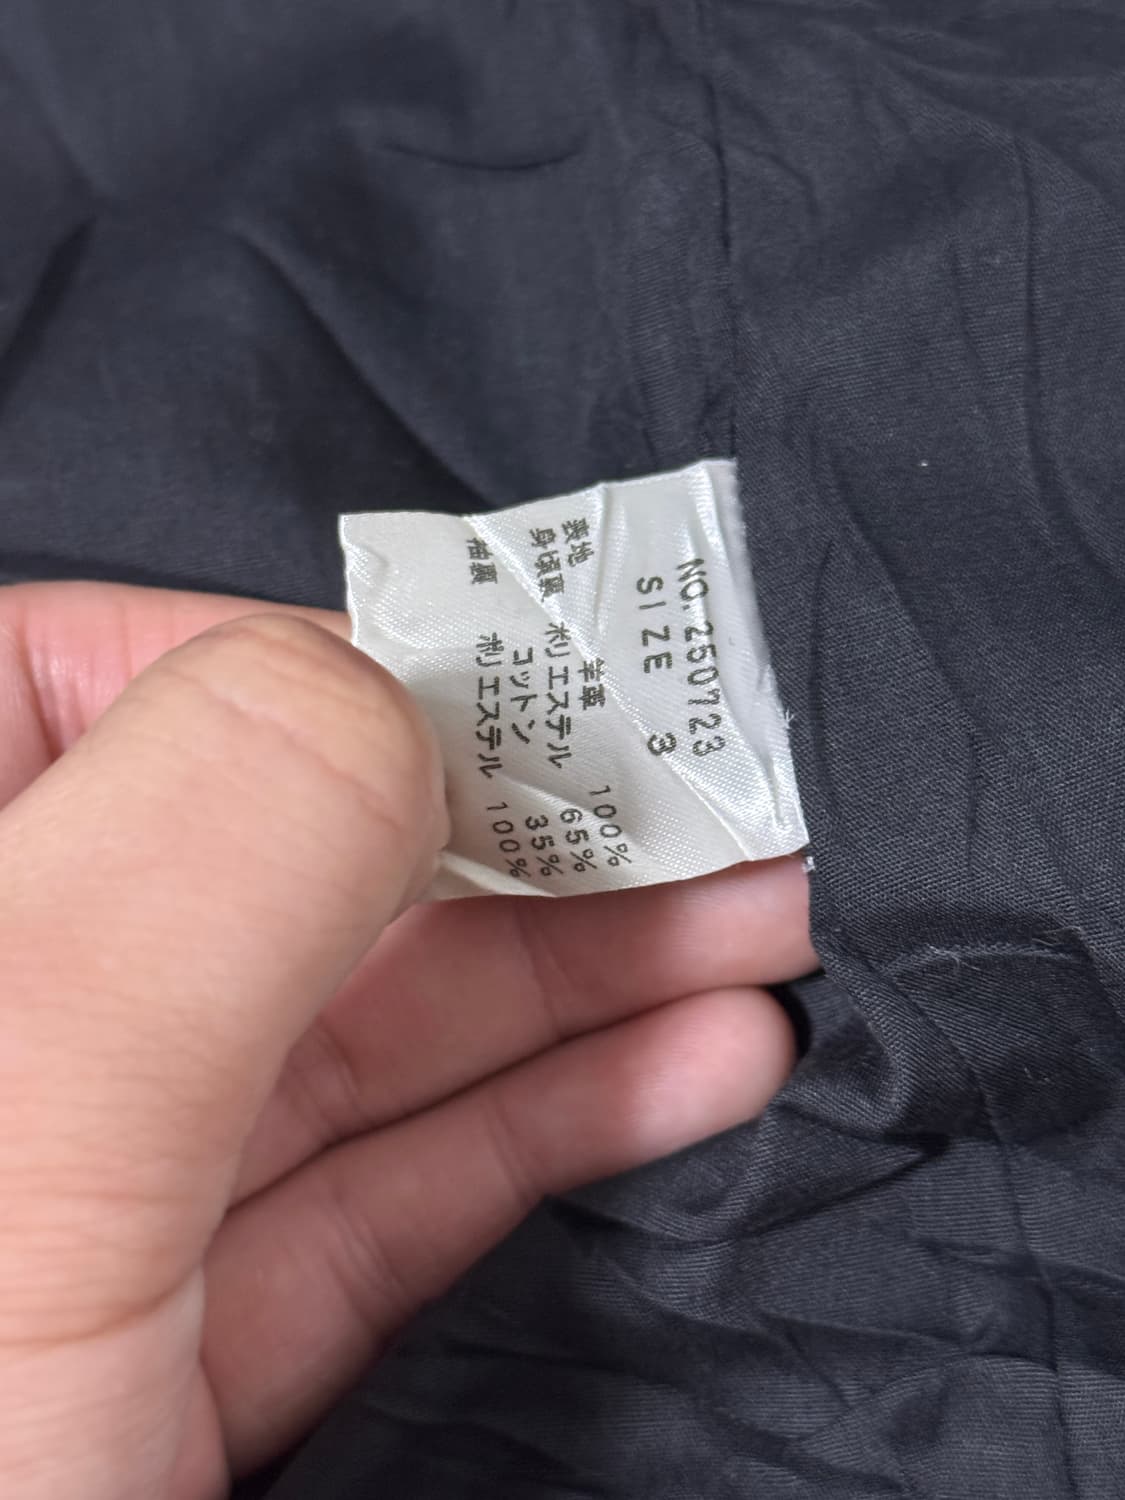 NO.250723
SIZE 3
表地 羊革 100%
身頃裏 ポリエステル 65%
コットン 35%
袖裏 ポリエステル 100%